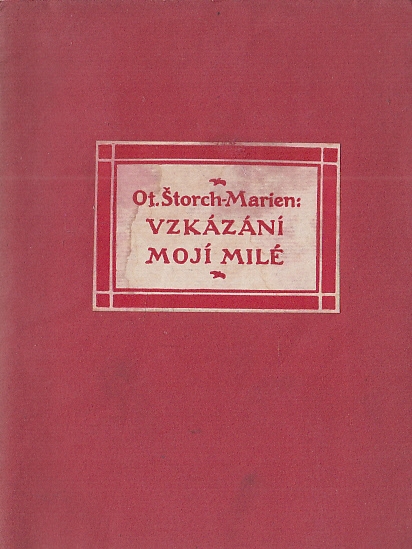 Ot. Štorch-Marien:
VZKÁZÁNÍ
MOJÍ MILÉ